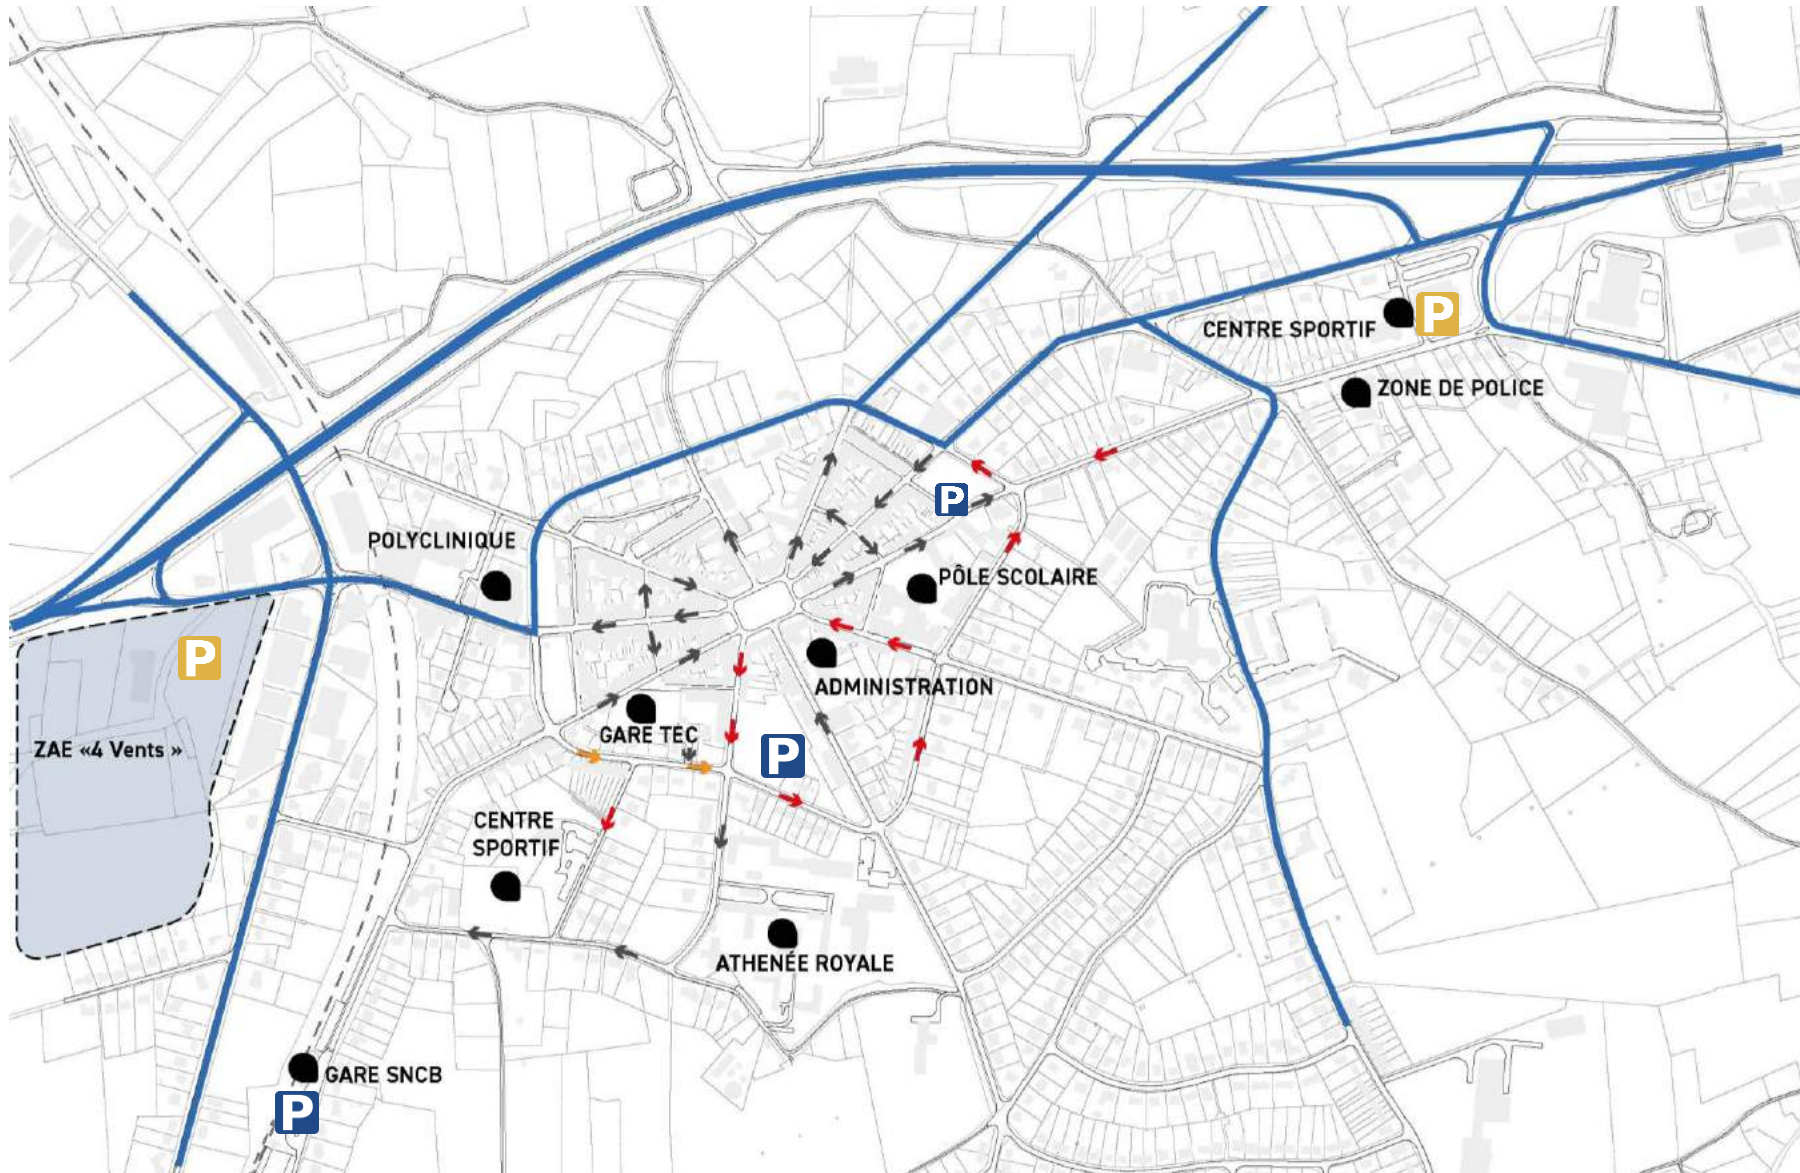 P
CENTRE SPORTIF
ZONE DE POLICE
P
POLYCLINIQUE
PÔLE SCOLAIRE
P
ADMINISTRATION
GARE TEC
ZAE «4 Vents »
P
CENTRE
SPORTIF
ATHENÉE ROYALE
GARE SNCB
P